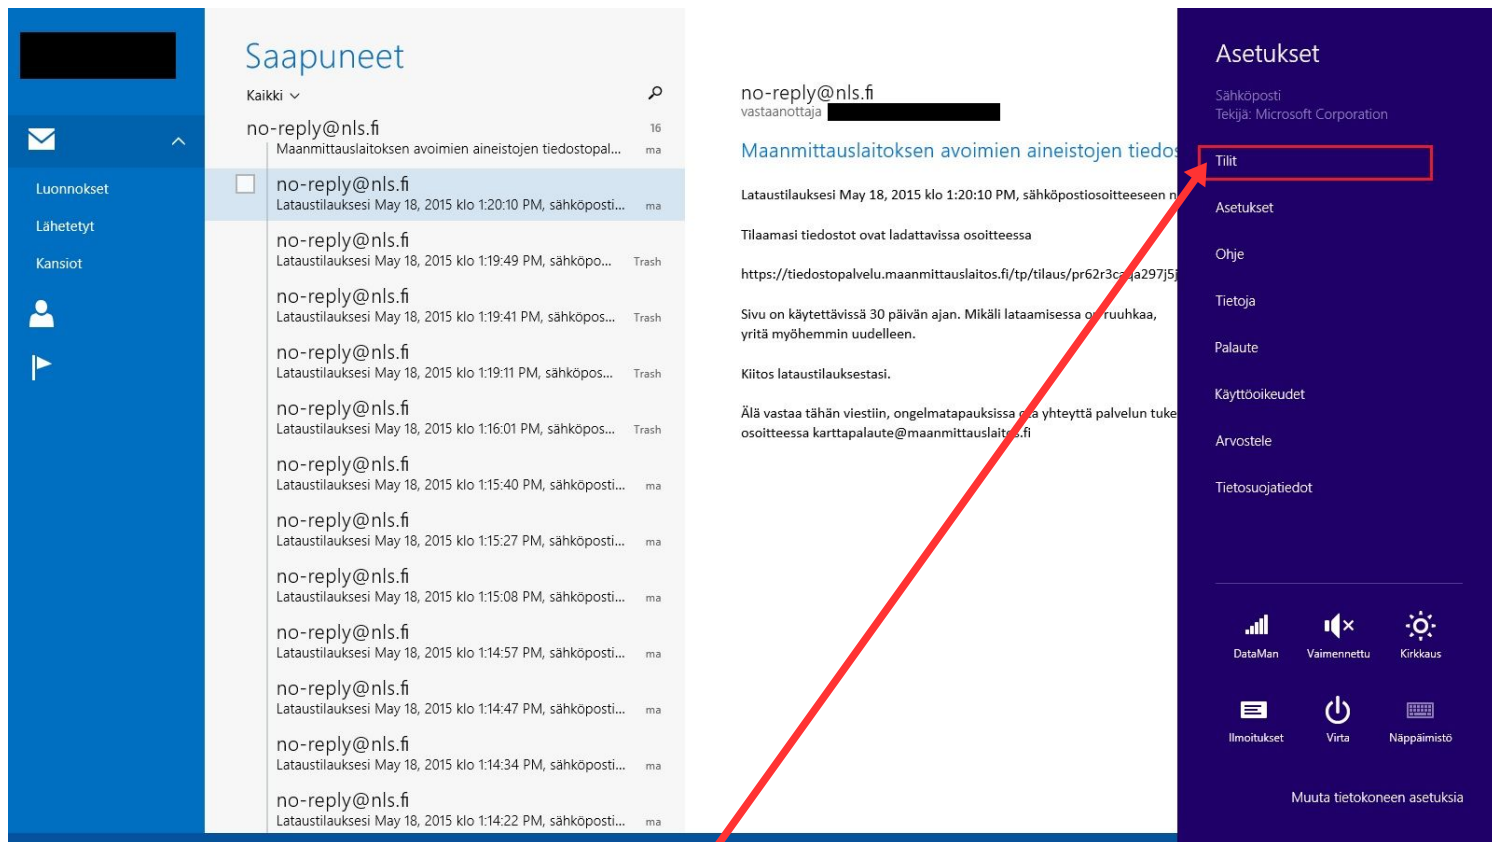 Saapuneet
Kaikki
no-reply@nls.fi 16
Maanmittauslaitoksen avoimien aineistojen tiedostopal... ma
no-reply@nls.fi
Lataustilauksesi May 18, 2015 klo 1:20:10 PM, sähköposti... ma
no-reply@nls.fi
Lataustilauksesi May 18, 2015 klo 1:19:49 PM, sähköpo... Trash
no-reply@nls.fi
Lataustilauksesi May 18, 2015 klo 1:19:41 PM, sähköpos... Trash
no-reply@nls.fi
Lataustilauksesi May 18, 2015 klo 1:19:11 PM, sähköpos... Trash
no-reply@nls.fi
Lataustilauksesi May 18, 2015 klo 1:16:01 PM, sähköpos... Trash
no-reply@nls.fi
Lataustilauksesi May 18, 2015 klo 1:15:40 PM, sähköposti... ma
no-reply@nls.fi
Lataustilauksesi May 18, 2015 klo 1:15:27 PM, sähköposti... ma
no-reply@nls.fi
Lataustilauksesi May 18, 2015 klo 1:15:08 PM, sähköposti... ma
no-reply@nls.fi
Lataustilauksesi May 18, 2015 klo 1:14:57 PM, sähköposti... ma
no-reply@nls.fi
Lataustilauksesi May 18, 2015 klo 1:14:47 PM, sähköposti... ma
no-reply@nls.fi
Lataustilauksesi May 18, 2015 klo 1:14:34 PM, sähköposti... ma
no-reply@nls.fi
Lataustilauksesi May 18, 2015 klo 1:14:22 PM, sähköposti... ma
Luonnokset
Lähetetyt
Kansiot
no-reply@nls.fi
vastaanottaja
Maanmittauslaitoksen avoimien aineistojen tiedos
Lataustilauksesi May 18, 2015 klo 1:20:10 PM, sähköpostiosoitteeseen n
Tilaamasi tiedostot ovat ladattavissa osoitteessa
Sivu on käytettävissä 30 päivän ajan. Mikäli lataamisessa on ruuhkaa,
yritä myöhemmin uudelleen.
Kiitos lataustilauksestasi.
Älä vastaa tähän viestiin, ongelmatapauksissa ota yhteyttä palvelun tuke
osoitteessa karttapalaute@maanmittauslaitos.fi
Asetukset
Sähköposti
Tekijä: Microsoft Corporation
Tilit
Asetukset
Ohje
Tietoja
Palaute
Käyttöoikeudet
Arvostele
Tietosuojatiedot
DataMan Vaimennettu Kirkkaus
Ilmoitukset Virta Näppäimistö
Muuta tietokoneen asetuksia